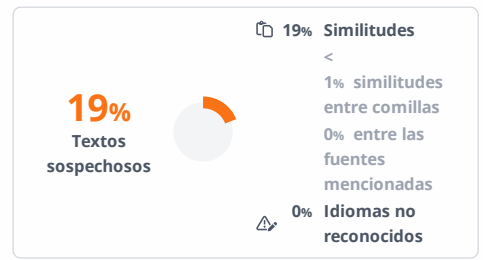 19%
Textos
sospechosos
19% Similitudes
<
1% similitudes
entre comillas
0% entre las
fuentes
mencionadas
0% Idiomas no
reconocidos